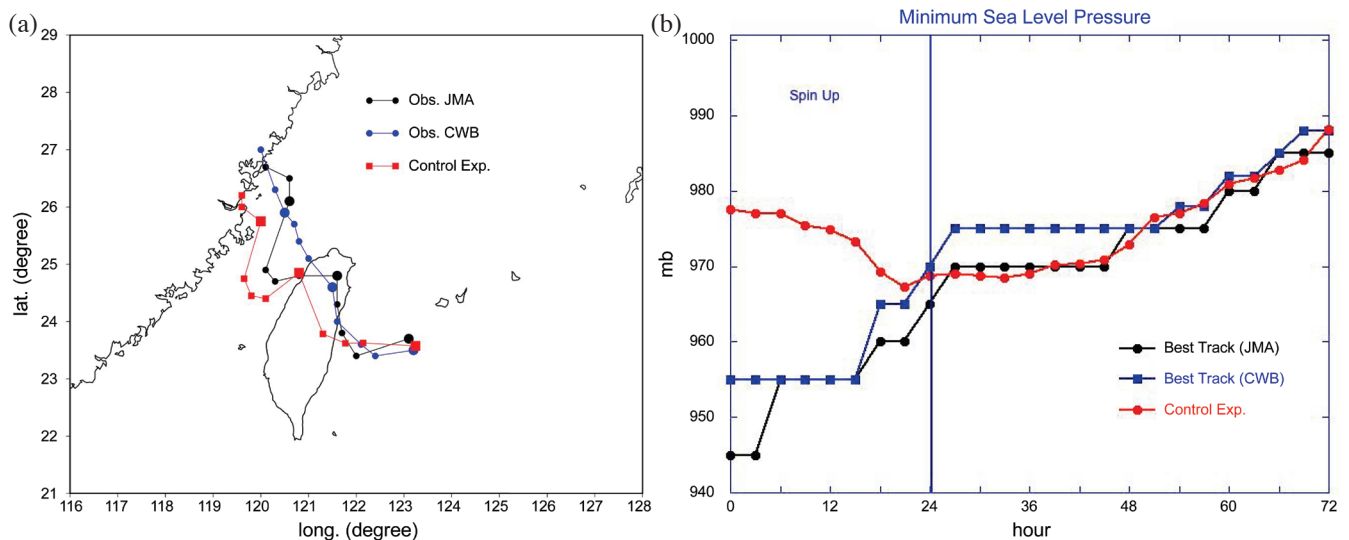 (a)
29
28
27
26
25
24
23
22
21
lat. (degree)
116 117 118 119 120 121 122 123 124 125 126 127 128
long. (degree)
Obs. JMA
Obs. CWB
Control Exp.
(b)
Minimum Sea Level Pressure
1000
990
980
970
960
950
940
mb
Spin Up
Best Track (JMA)
Best Track (CWB)
Control Exp.
0 12 24 36 48 60 72
hour